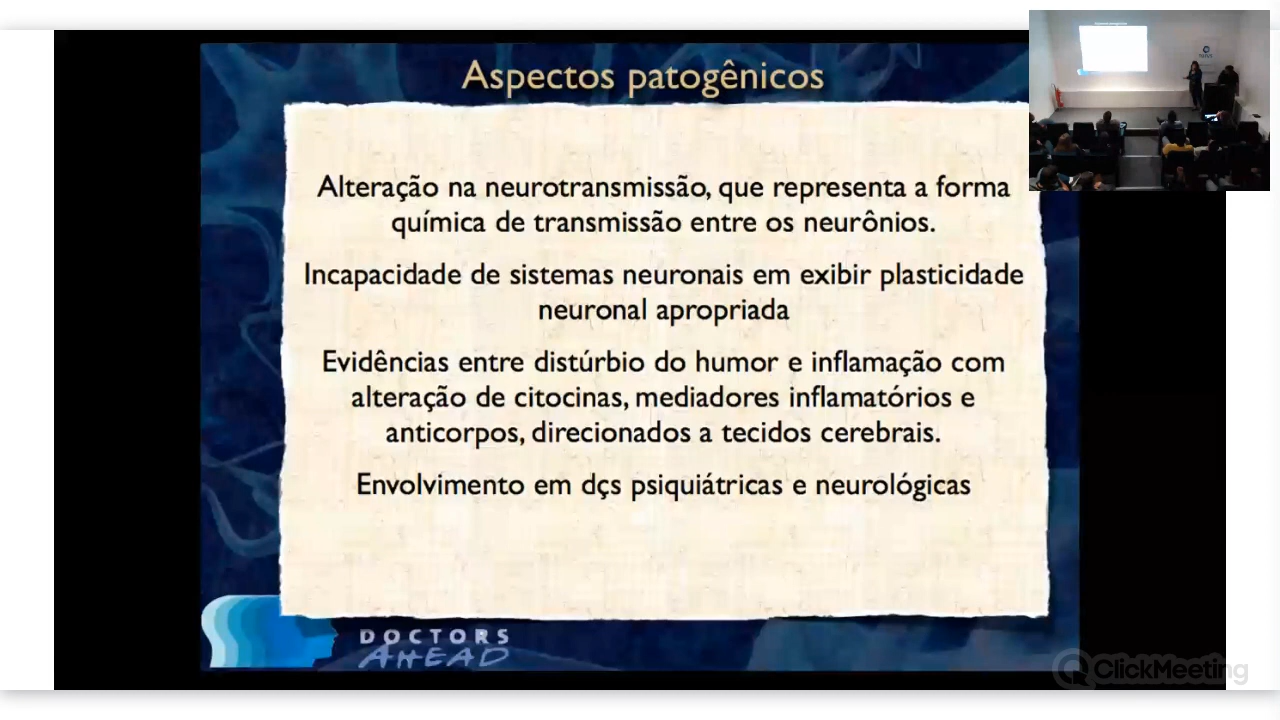 Aspectos patogênicos
Alteração na neurotransmissão, que representa a forma
química de transmissão entre os neurônios.
Incapacidade de sistemas neuronais em exibir plasticidade
neuronal apropriada
Evidências entre distúrbio do humor e inflamação com
alteração de citocinas, mediadores inflamatórios e
anticorpos, direcionados a tecidos cerebrais.
Envolvimento em dçs psiquiátricas e neurológicas
DOCTORS
AHEAD
ClickMeeting